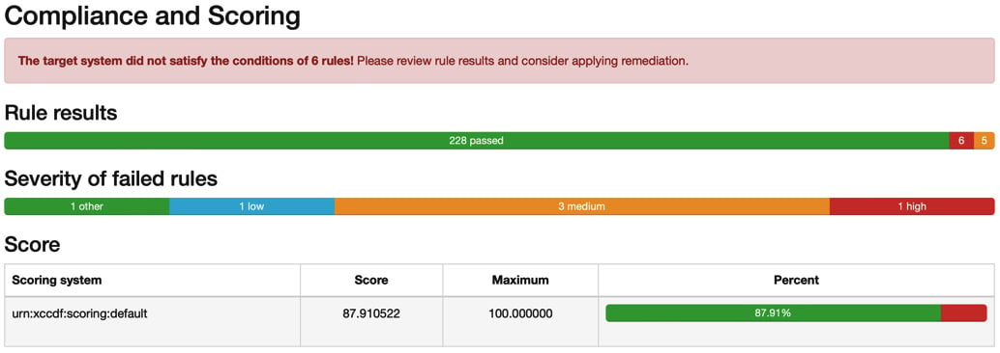 Compliance and Scoring
The target system did not satisfy the conditions of 6 rules! Please review rule results and consider applying remediation.
Rule results
228 passed 6 5
Severity of failed rules
1 other 1 low 3 medium 1 high
Score
Scoring system Score Maximum Percent
urn:xccdf:scoring:default 87.910522 100.000000 87.91%